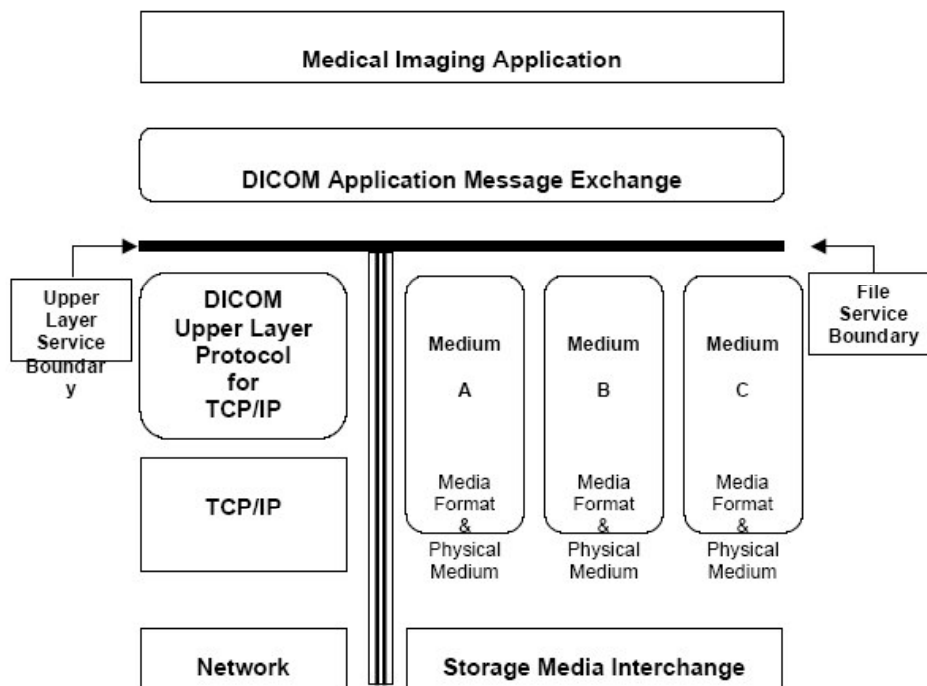 Medical Imaging Application
DICOM Application Message Exchange
Upper
Layer
Service
Boundar
y
DICOM
Upper Layer
Protocol
for
TCP/IP
Medium
A
Media
Format
&
Physical
Medium
Medium
B
Media
Format
&
Physical
Medium
Medium
C
Media
Format
&
Physical
Medium
File
Service
Boundary
TCP/IP
Network
Storage Media Interchange